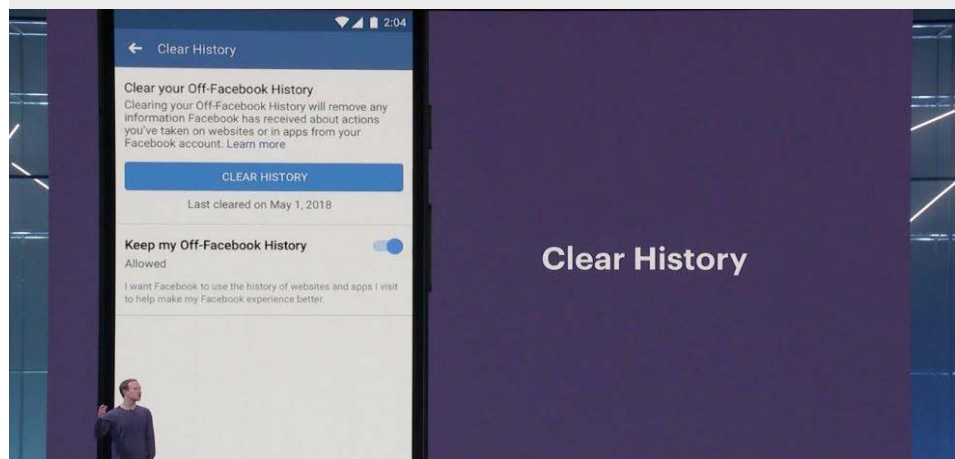 2:04
Clear History
Clear your Off-Facebook History
Clearing your Off-Facebook History will remove any
information Facebook has received about actions
you've taken on websites or in apps from your
Facebook account. Learn more
CLEAR HISTORY
Last cleared on May 1, 2018
Keep my Off-Facebook History
Allowed
I want Facebook to use the history of websites and apps I visit
to help make my Facebook experience better.
Clear History